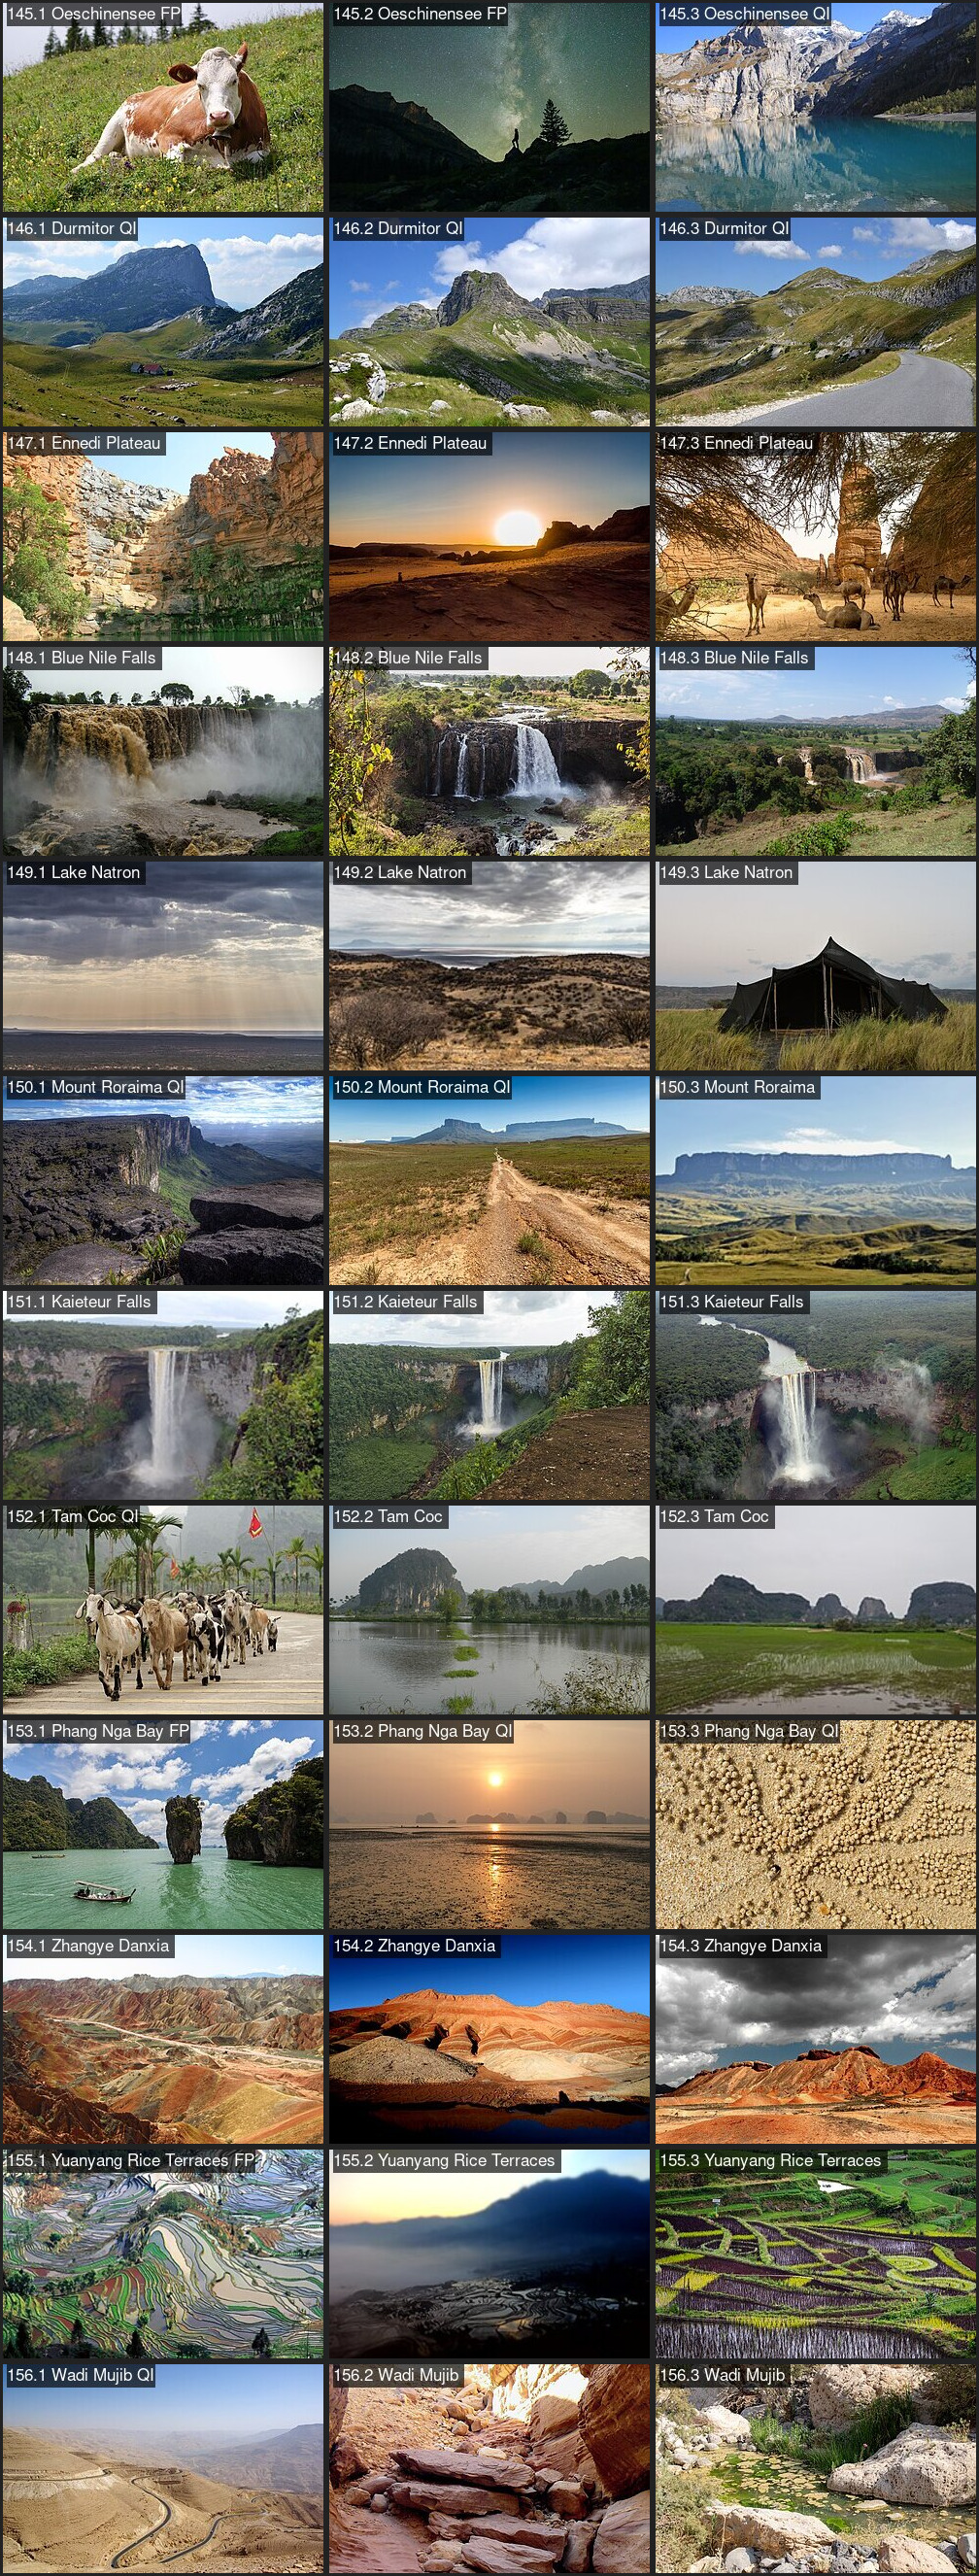 145.1 Oeschinensee FP
145.2 Oeschinensee FP
145.3 Oeschinensee QI
146.1 Durmitor QI
146.2 Durmitor QI
146.3 Durmitor QI
147.1 Ennedi Plateau
147.2 Ennedi Plateau
147.3 Ennedi Plateau
148.1 Blue Nile Falls
148.2 Blue Nile Falls
148.3 Blue Nile Falls
149.1 Lake Natron
149.2 Lake Natron
149.3 Lake Natron
150.1 Mount Roraima QI
150.2 Mount Roraima QI
150.3 Mount Roraima
151.1 Kaieteur Falls
151.2 Kaieteur Falls
151.3 Kaieteur Falls
152.1 Tam Coc QI
152.2 Tam Coc
152.3 Tam Coc
153.1 Phang Nga Bay FP
153.2 Phang Nga Bay QI
153.3 Phang Nga Bay QI
154.1 Zhangye Danxia
154.2 Zhangye Danxia
154.3 Zhangye Danxia
155.1 Yuanyang Rice Terraces FP
155.2 Yuanyang Rice Terraces
155.3 Yuanyang Rice Terraces
156.1 Wadi Mujib QI
156.2 Wadi Mujib
156.3 Wadi Mujib